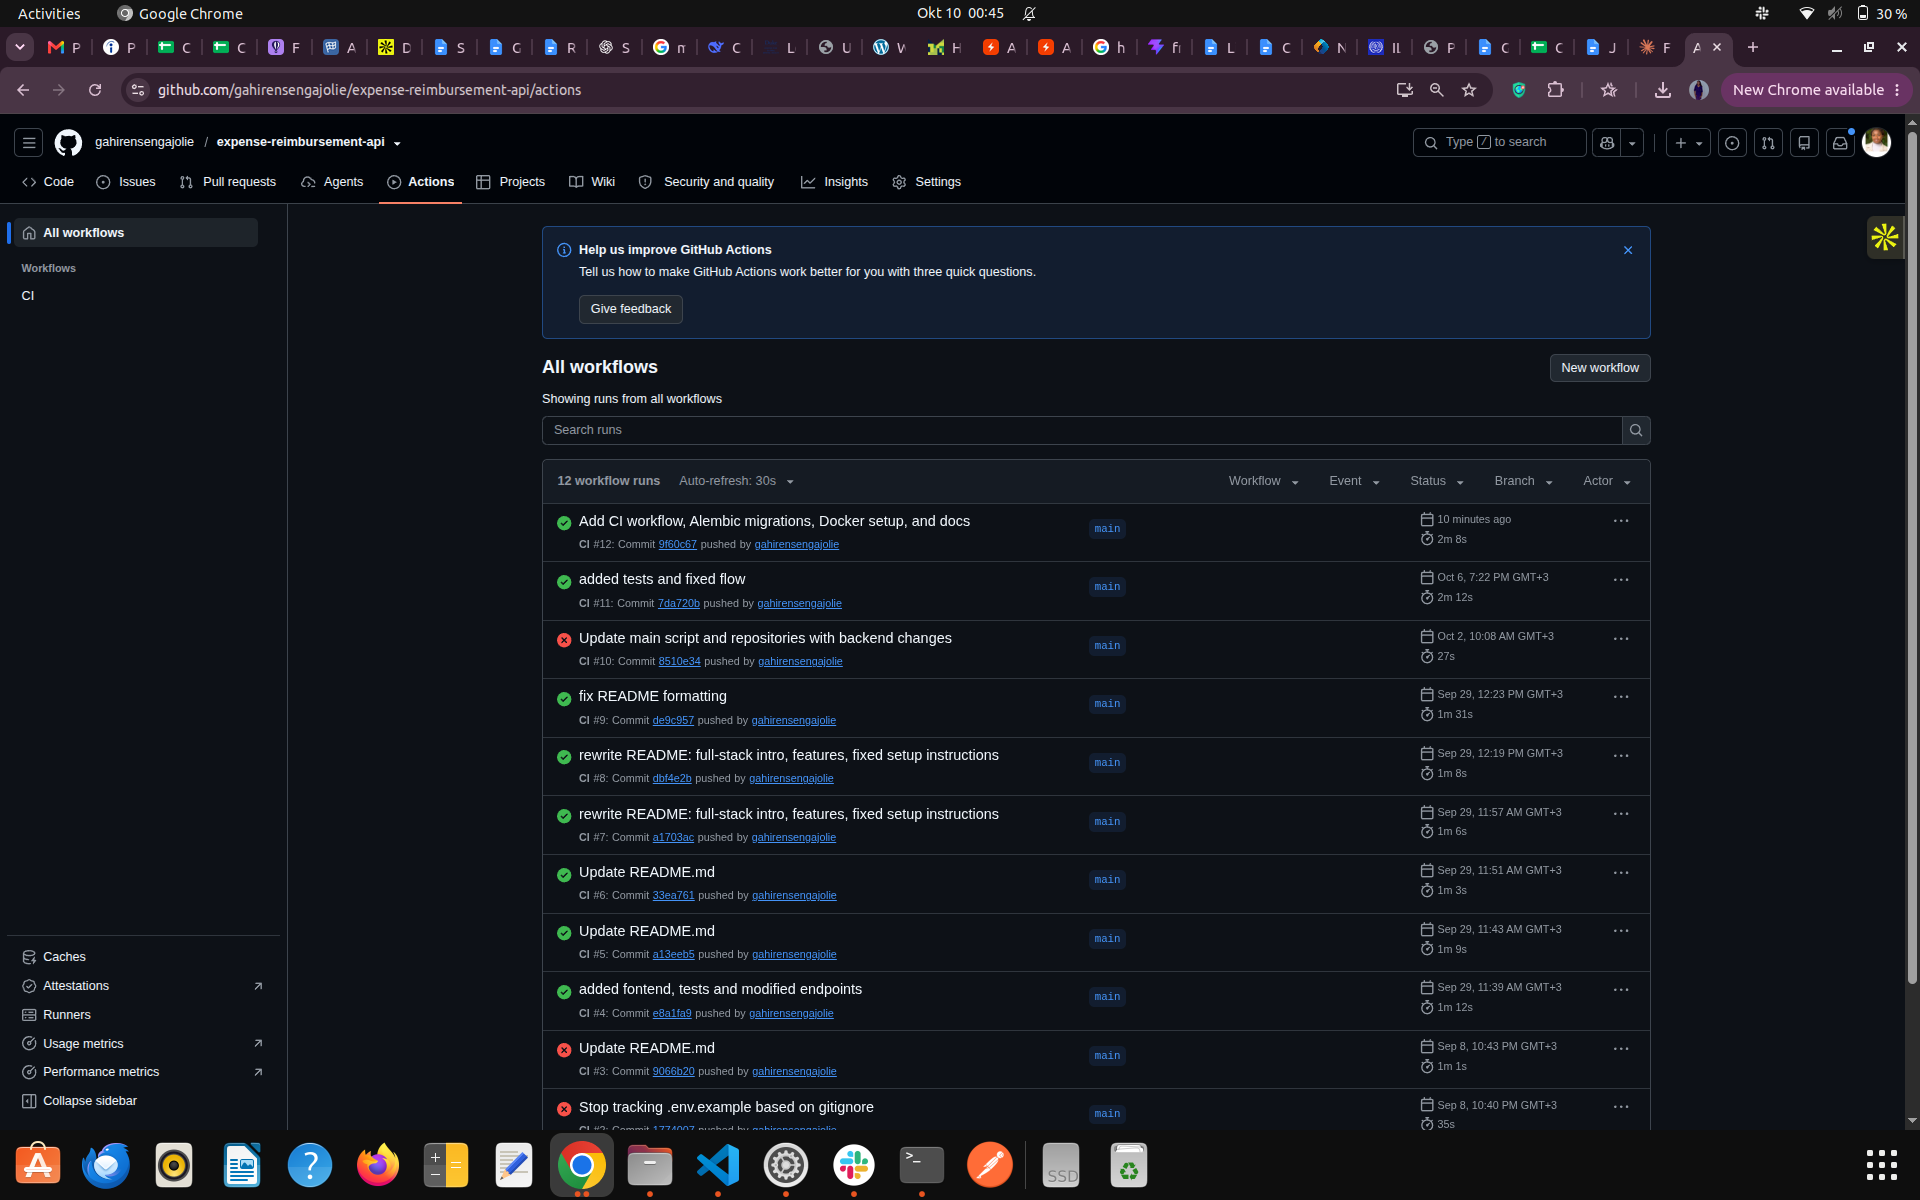 Activities
Google Chrome
Okt 10 00:45
30 %
P
P
C
C
F
A
D
S
G
R
S
C
L
U
H
A
A
h
L
C
N
IL
P
C
C
J
F
A
github.com/gahirensengajolie/expense-reimbursement-api/actions
New Chrome available
gahirensengajolie / expense-reimbursement-api
Type / to search
Code
Issues
Pull requests
Agents
Actions
Projects
Wiki
Security and quality
Insights
Settings
All workflows
Workflows
CI
Caches
Attestations
Runners
Usage metrics
Performance metrics
Collapse sidebar
Help us improve GitHub Actions
Tell us how to make GitHub Actions work better for you with three quick questions.
Give feedback
All workflows
New workflow
Showing runs from all workflows
Search runs
12 workflow runs
Auto-refresh: 30s
Workflow
Event
Status
Branch
Actor
Add CI workflow, Alembic migrations, Docker setup, and docs
CI #12: Commit 9f60c67 pushed by gahirensengajolie
main
10 minutes ago
2m 8s
added tests and fixed flow
CI #11: Commit 7da720b pushed by gahirensengajolie
main
Oct 6, 7:22 PM GMT+3
2m 12s
Update main script and repositories with backend changes
CI #10: Commit 8510e34 pushed by gahirensengajolie
main
Oct 2, 10:08 AM GMT+3
27s
fix README formatting
CI #9: Commit de9c957 pushed by gahirensengajolie
main
Sep 29, 12:23 PM GMT+3
1m 31s
rewrite README: full-stack intro, features, fixed setup instructions
CI #8: Commit dbf4e2b pushed by gahirensengajolie
main
Sep 29, 12:19 PM GMT+3
1m 8s
rewrite README: full-stack intro, features, fixed setup instructions
CI #7: Commit a1703ac pushed by gahirensengajolie
main
Sep 29, 11:57 AM GMT+3
1m 6s
Update README.md
CI #6: Commit 33ea761 pushed by gahirensengajolie
main
Sep 29, 11:51 AM GMT+3
1m 3s
Update README.md
CI #5: Commit a13eeb5 pushed by gahirensengajolie
main
Sep 29, 11:43 AM GMT+3
1m 9s
added fontend, tests and modified endpoints
CI #4: Commit e8a1fa9 pushed by gahirensengajolie
main
Sep 29, 11:39 AM GMT+3
1m 12s
Update README.md
CI #3: Commit 9066b20 pushed by gahirensengajolie
main
Sep 8, 10:43 PM GMT+3
1m 1s
Stop tracking .env.example based on gitignore
main
Sep 8, 10:40 PM GMT+3
35s
SSD